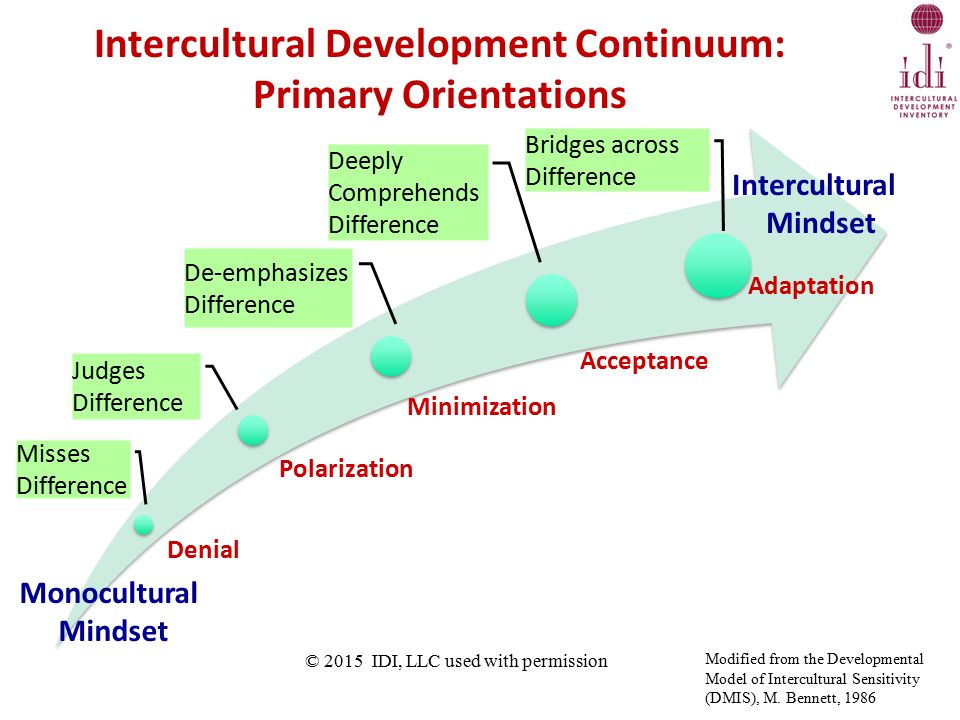 Intercultural Development Continuum:
Primary Orientations
idi
INTERCULTURAL
DEVELOPMENT
INVENTORY
Bridges across
Difference
Deeply
Comprehends
Difference
Intercultural
Mindset
De-emphasizes
Difference
Adaptation
Judges
Difference
Acceptance
Minimization
Misses
Difference
Polarization
Denial
Monocultural
Mindset
© 2015 IDI, LLC used with permission
Modified from the Developmental
Model of Intercultural Sensitivity
(DMIS), M. Bennett, 1986